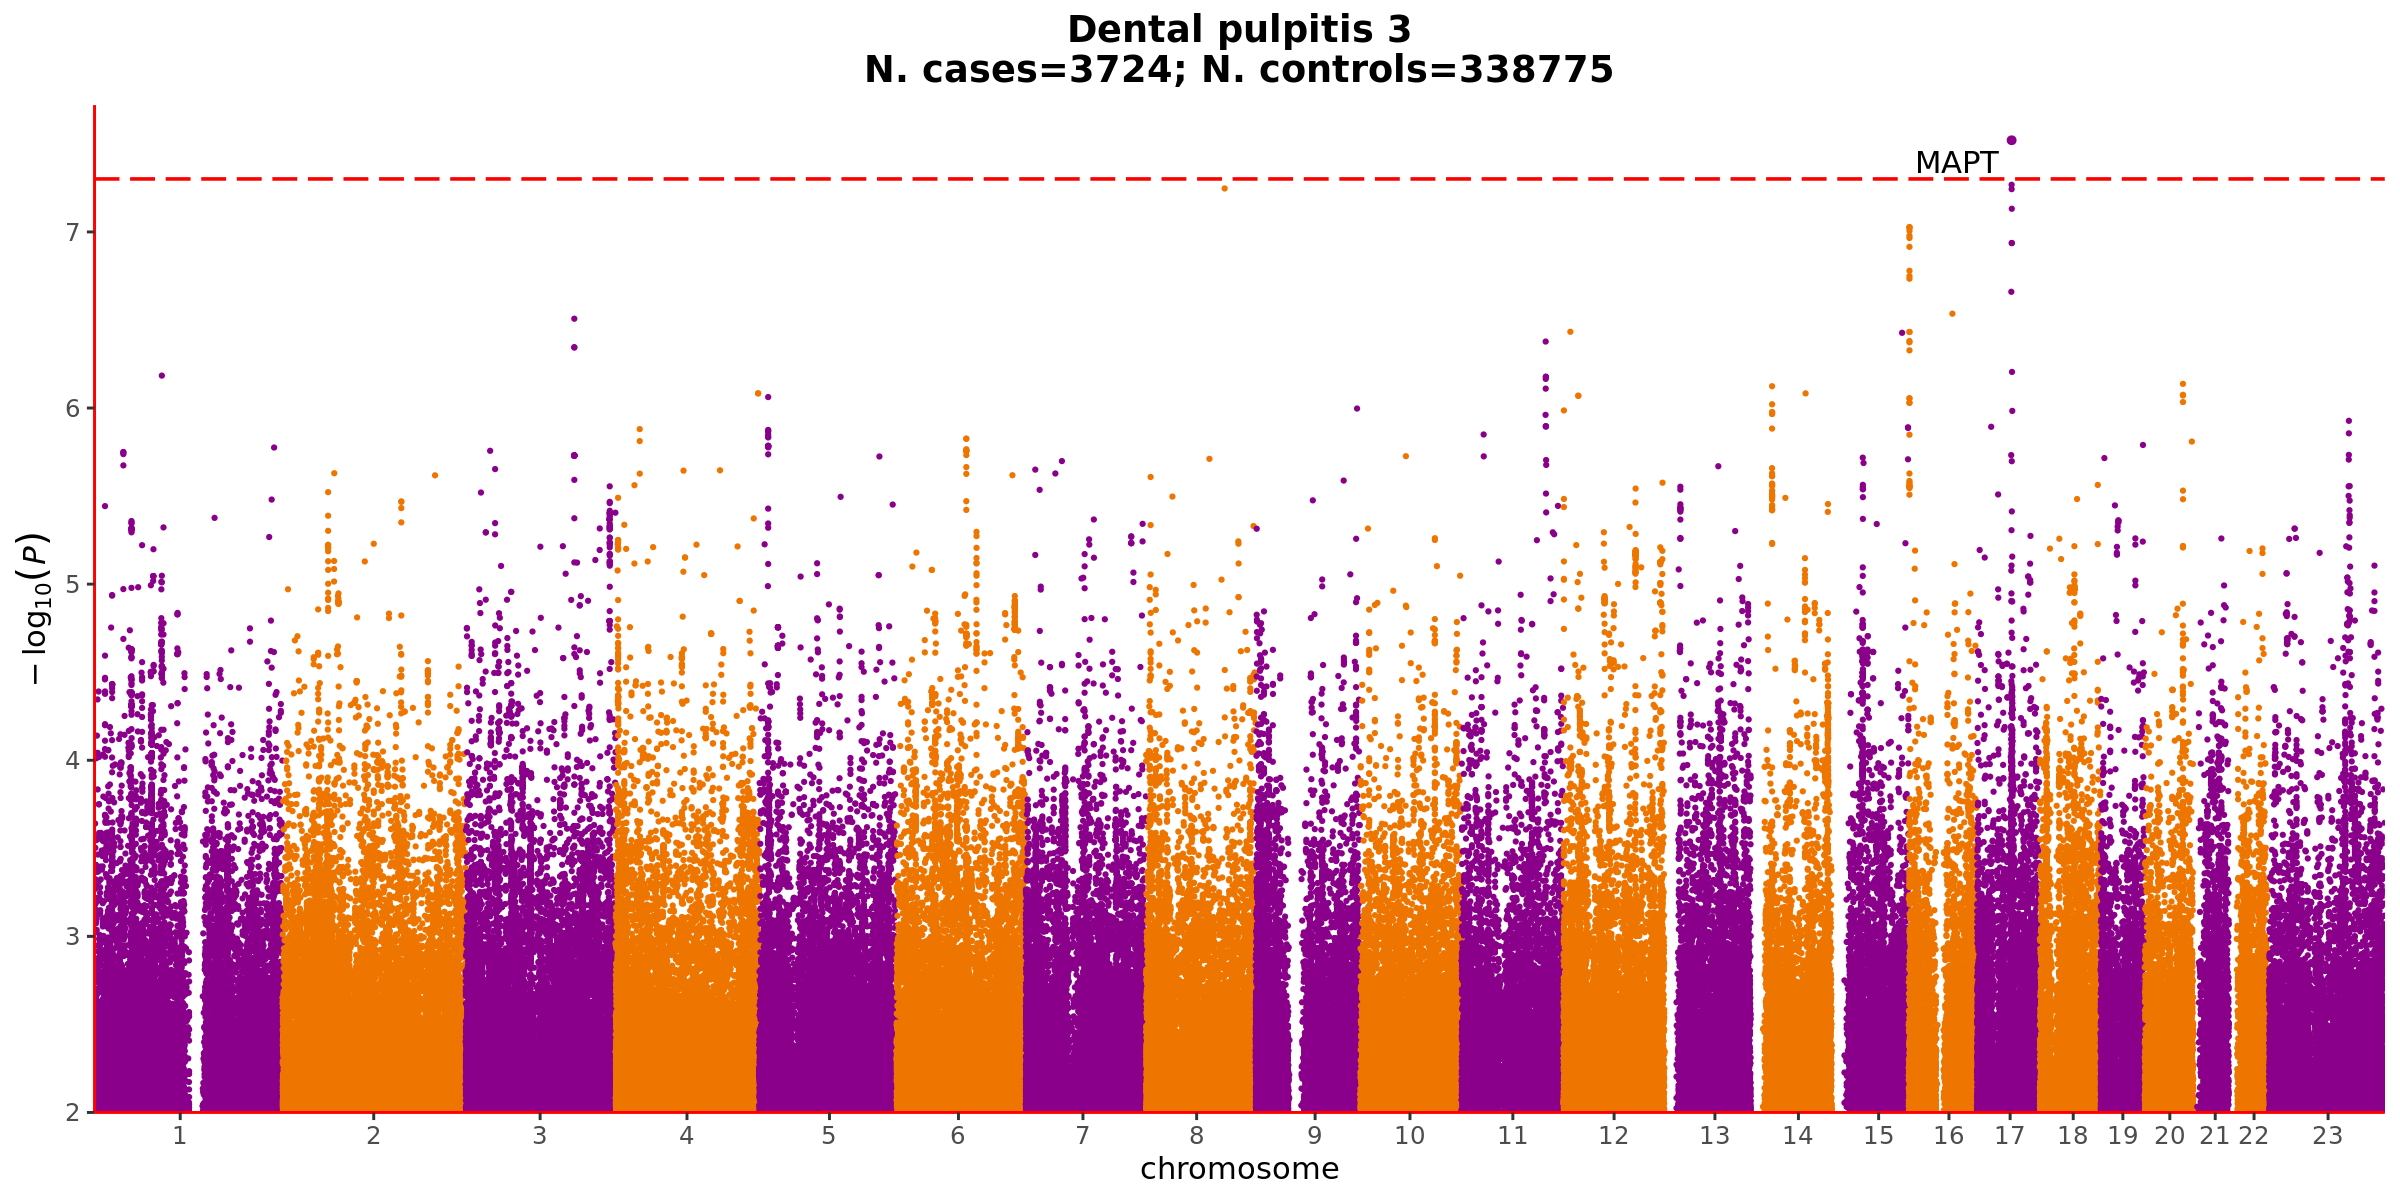 Dental pulpitis 3
N. cases=3724; N. controls=338775
MAPT
7
6
5
4
3
2
−log₁₀(P)
1 2 3 4 5 6 7 8 9 10 11 12 13 14 15 16 17 18 19 20 21 22 23
chromosome